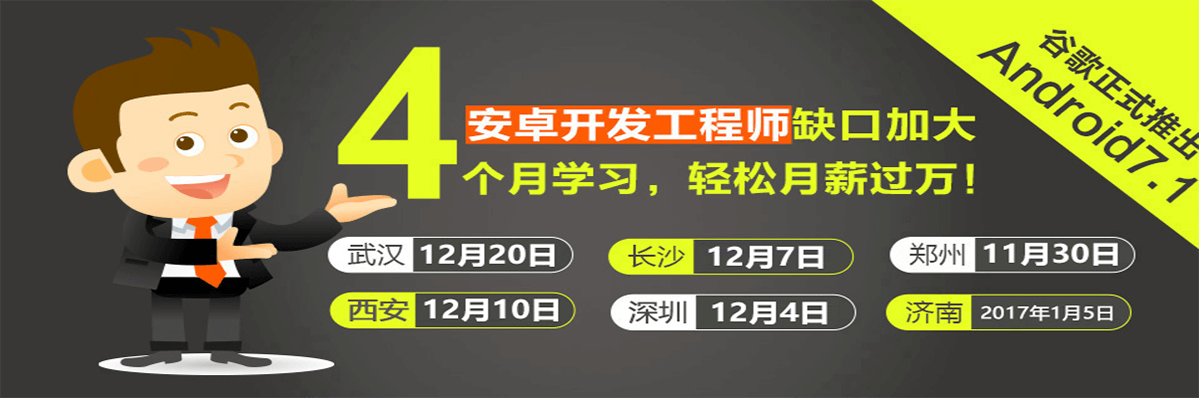 谷歌正式推出
Android7.1
安卓开发工程师缺口加大
4个月学习，轻松月薪过万！
武汉 12月20日
长沙 12月7日
郑州 11月30日
西安 12月10日
深圳 12月4日
济南 2017年1月5日